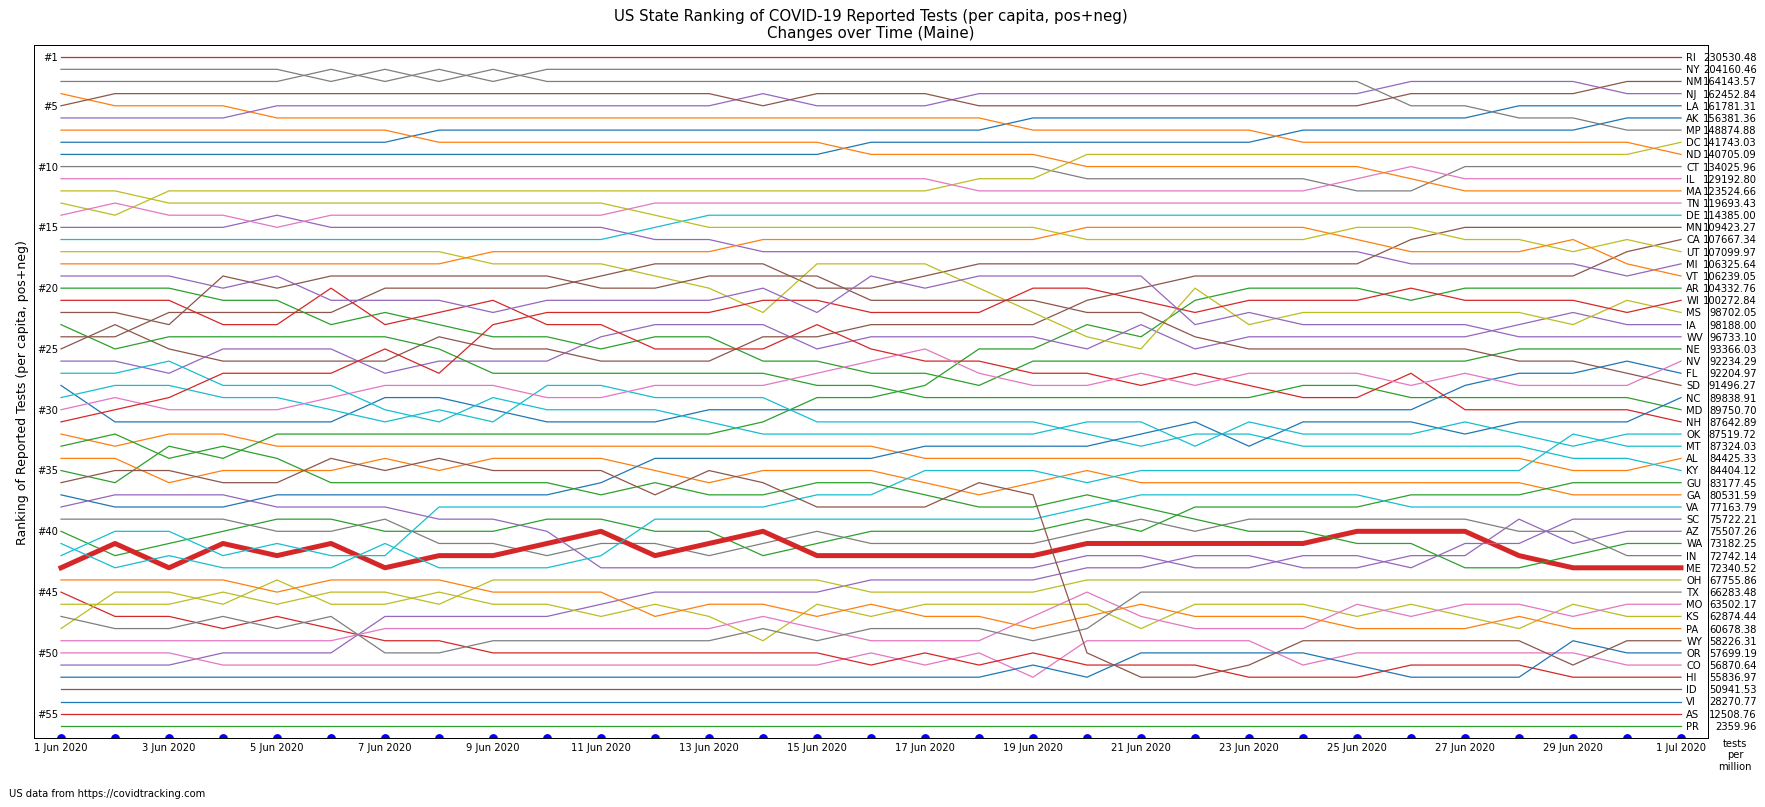 US State Ranking of COVID-19 Reported Tests (per capita, pos+neg)
Changes over Time (Maine)
Ranking of Reported Tests (per capita, pos+neg)
#1
#5
#10
#15
#20
#25
#30
#35
#40
#45
#50
#55
RI 230530.48
NY 204160.46
NM 164143.57
NJ 162452.84
LA 161781.31
AK 156381.36
MP 148874.88
DC 141743.03
ND 140705.09
CT 134025.96
IL 129192.80
MA 123524.66
TN 119693.43
DE 114385.00
MN 109423.27
CA 107667.34
UT 107099.97
MI 106325.64
VT 106239.05
AR 104332.76
WI 100272.84
MS 98702.05
IA 98188.00
WV 96733.10
NE 93366.03
NV 92234.29
FL 92204.97
SD 91496.27
NC 89838.91
MD 89750.70
NH 87642.89
OK 87519.72
MT 87324.03
AL 84425.33
KY 84404.12
GU 83177.45
GA 80531.59
VA 77163.79
SC 75722.21
AZ 75507.26
WA 73182.25
IN 72742.14
ME 72340.52
OH 67755.86
TX 66283.48
MO 63502.17
KS 62874.44
PA 60678.38
WY 58226.31
OR 57699.19
CO 56870.64
HI 55836.97
ID 50941.53
VI 28270.77
AS 12508.76
PR 2359.96
1 Jun 2020 3 Jun 2020 5 Jun 2020 7 Jun 2020 9 Jun 2020 11 Jun 2020 13 Jun 2020 15 Jun 2020 17 Jun 2020 19 Jun 2020 21 Jun 2020 23 Jun 2020 25 Jun 2020 27 Jun 2020 29 Jun 2020 1 Jul 2020
tests
per
million
US data from https://covidtracking.com